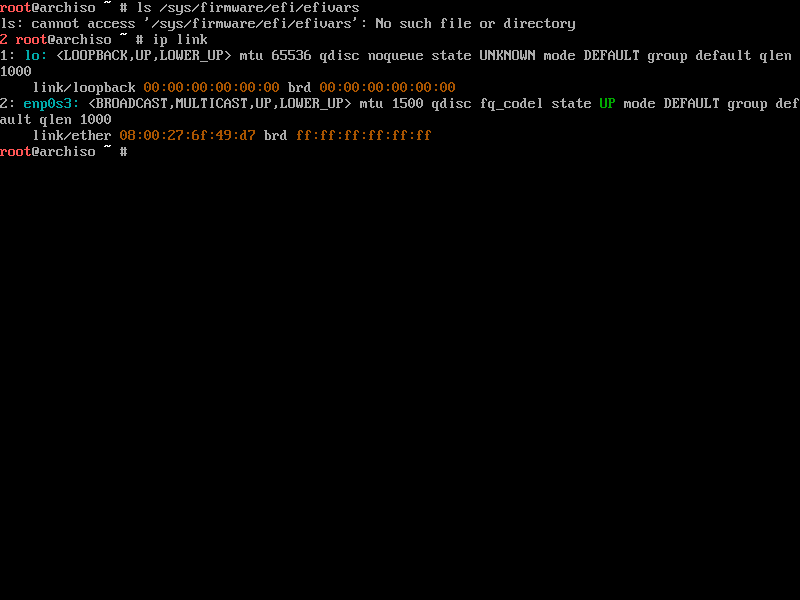 root@archiso ~ # ls /sys/firmware/efi/efivars
ls: cannot access '/sys/firmware/efi/efivars': No such file or directory
2 root@archiso ~ # ip link
1: lo: <LOOPBACK,UP,LOWER_UP> mtu 65536 qdisc noqueue state UNKNOWN mode DEFAULT group default qlen
1000
    link/loopback 00:00:00:00:00:00 brd 00:00:00:00:00:00
2: enp0s3: <BROADCAST,MULTICAST,UP,LOWER_UP> mtu 1500 qdisc fq_codel state UP mode DEFAULT group def
ault qlen 1000
    link/ether 08:00:27:6f:49:d7 brd ff:ff:ff:ff:ff:ff
root@archiso ~ #